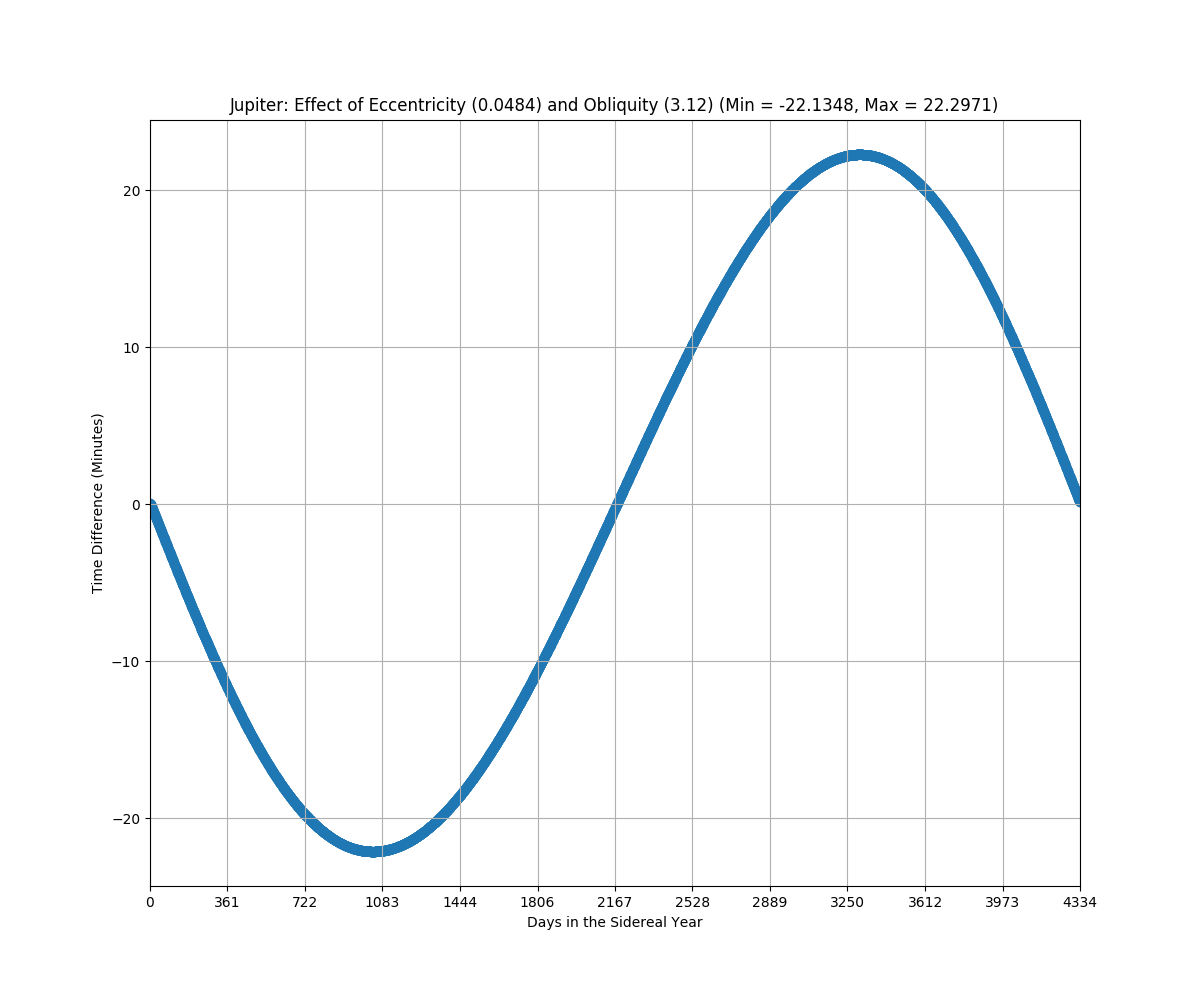 Jupiter: Effect of Eccentricity (0.0484) and Obliquity (3.12) (Min = -22.1348, Max = 22.2971)
20
10
0
−10
−20
Time Difference (Minutes)
0 361 722 1083 1444 1806 2167 2528 2889 3250 3612 3973 4334
Days in the Sidereal Year